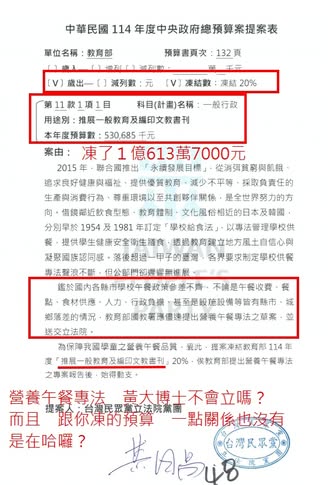 中華民國 114 年度中央政府總預算案提案表
單位名稱:教育部 預算書頁次:132 頁
【V】歲出—【 】減列數: 元 【V】凍結數:凍結 20%
第 11 款 1 項 1 目 科目(計畫)名稱:一般行政
用途別:推展一般教育及編印文教書刊
本年度預算數:530,685 千元
案由: 凍了1億613萬7000元
2015 年,聯合國推出「永續發展目標」,從消弭貧窮與飢餓、
追求良好健康與福祉、提供優質教育、減少不平等、採取負責任的
生產與消費行為、尊重環境以至共創夥伴關係,是全世界努力的方
向。借鏡鄰近飲食型態、教育體制、文化風俗相近的日本及韓國,
分別早於 1954 及 1981 年訂定「學校給食法」,以專法管理學校供
餐、提供學生健康安全衛生膳食,透過教育建立地方風土自信心與
凝聚國族認同感。落後超過一甲子的臺灣,各界要求制定學校供餐
專法聲浪不斷,但公部門卻遲遲無進展。
鑑於國內各縣市學校午餐政策參差不齊,不論是午餐收費、餐
點、食材供應、人力、行政負擔,甚至是設施設備等皆有縣市、城
鄉落差的情況,教育部國教署應儘速提出營養午餐專法之草案,並
送交立法院。
為保障我國學童之營養午餐品質,爰此,提案凍結教育部 114 年
度「推展一般教育及編印文教書刊」20%,俟教育部提出營養午餐專法
之專案報告後,始得動支。
營養午餐專法 黃大博士不會立嗎?
提案人:台灣民眾黨立法院黨團
而且 跟你凍的預算 一點關係也沒有
是在哈囉?
台灣民眾黨
黃國昌
48